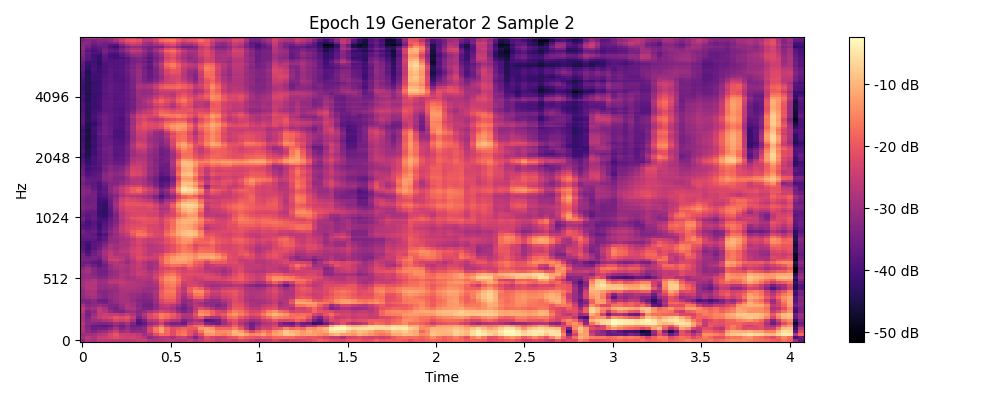 Epoch 19 Generator 2 Sample 2
Hz
4096
2048
1024
512
0
0 0.5 1 1.5 2 2.5 3 3.5 4
Time
-10 dB
-20 dB
-30 dB
-40 dB
-50 dB